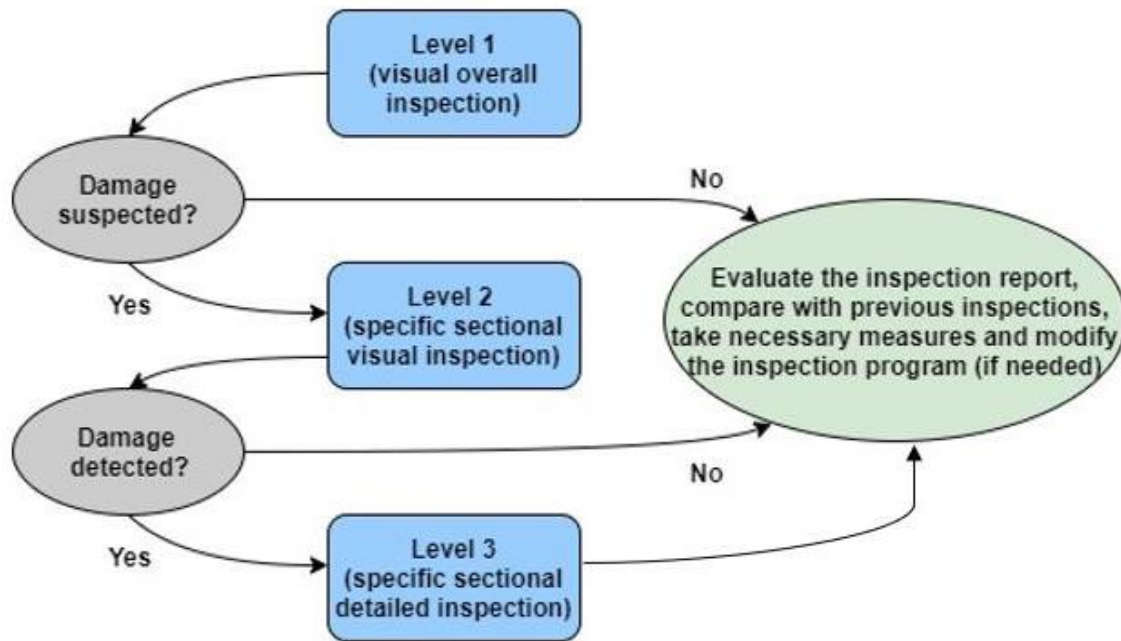 Level 1
(visual overall
inspection)
Damage
suspected?
No
Yes
Level 2
(specific sectional
visual inspection)
Evaluate the inspection report,
compare with previous inspections,
take necessary measures and modify
the inspection program (if needed)
Damage
detected?
No
Yes
Level 3
(specific sectional
detailed inspection)